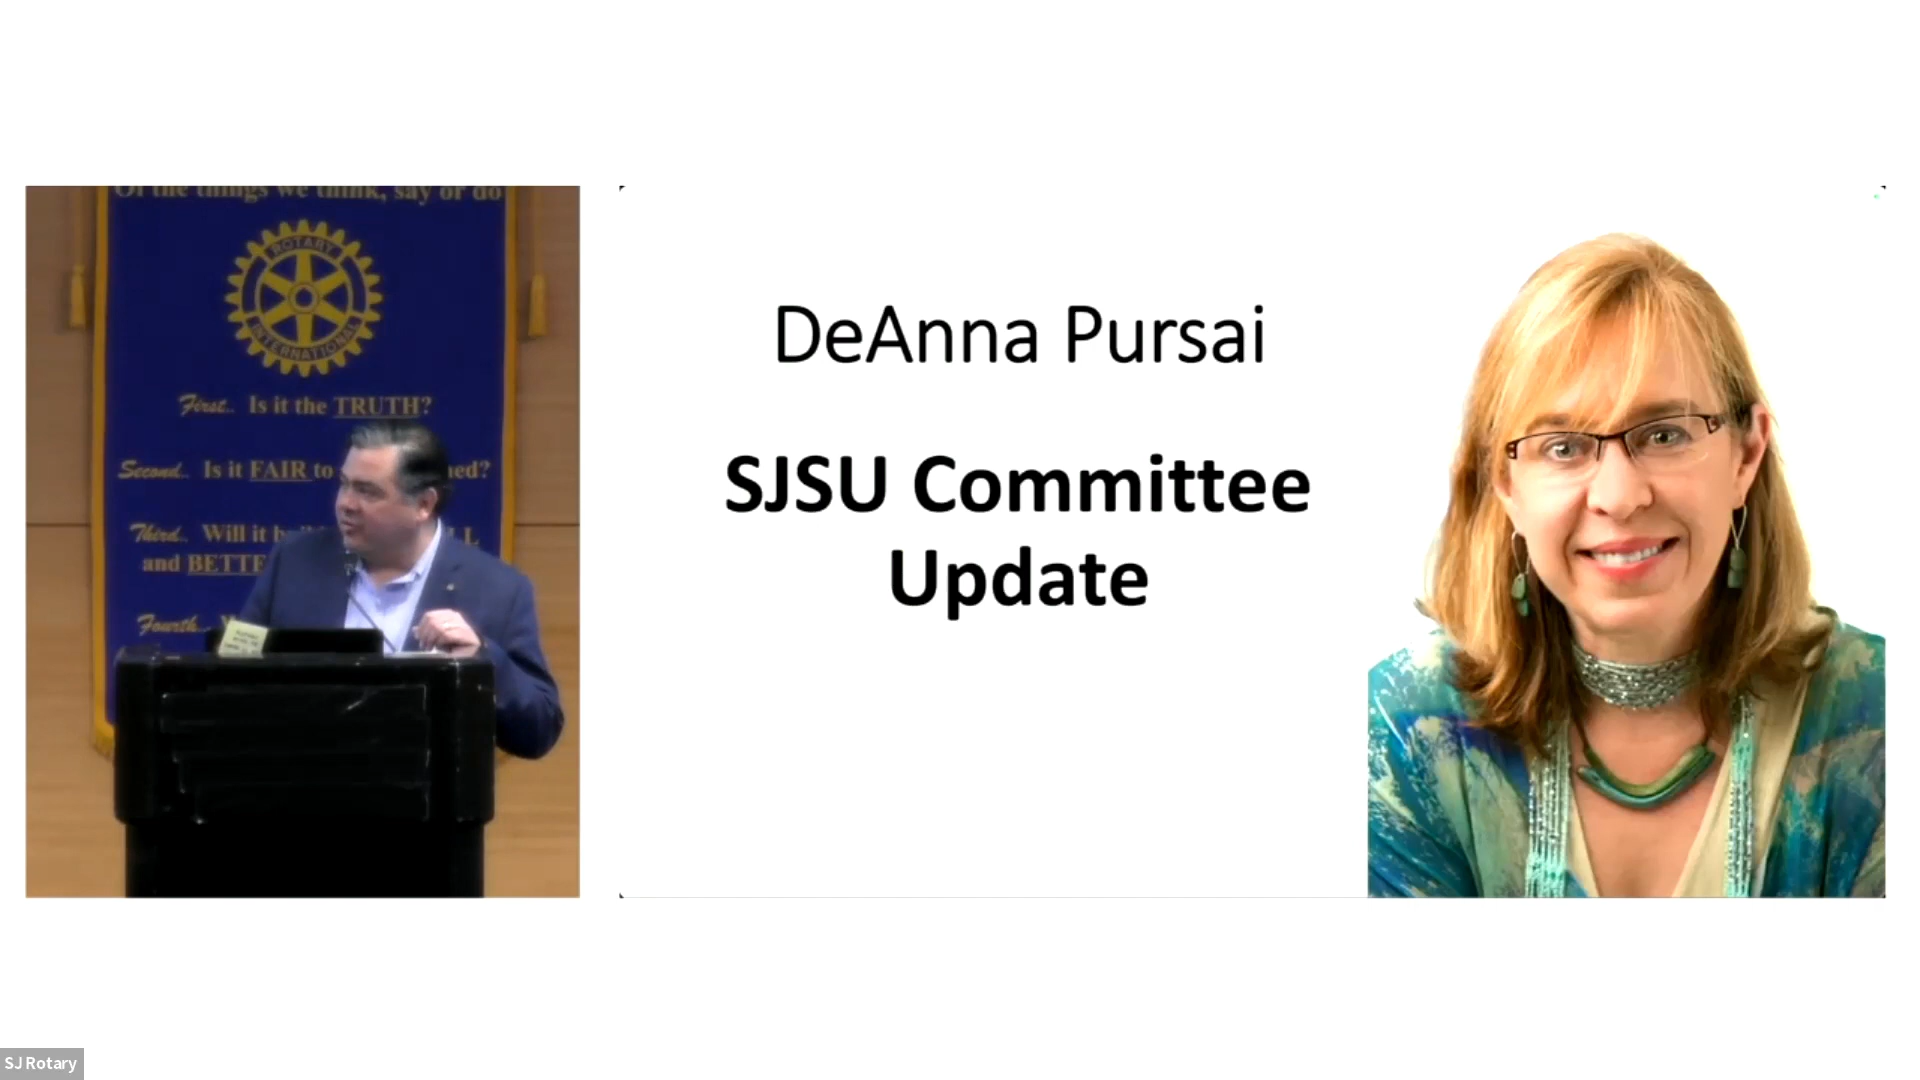 Of the things we think, say or do
ROTARY
INTERNATIONAL
First.. Is it the TRUTH?
Second.. Is it FAIR to
Third.. Will it
and
Fourth..
DeAnna Pursai
SJSU Committee
Update
SJ Rotary